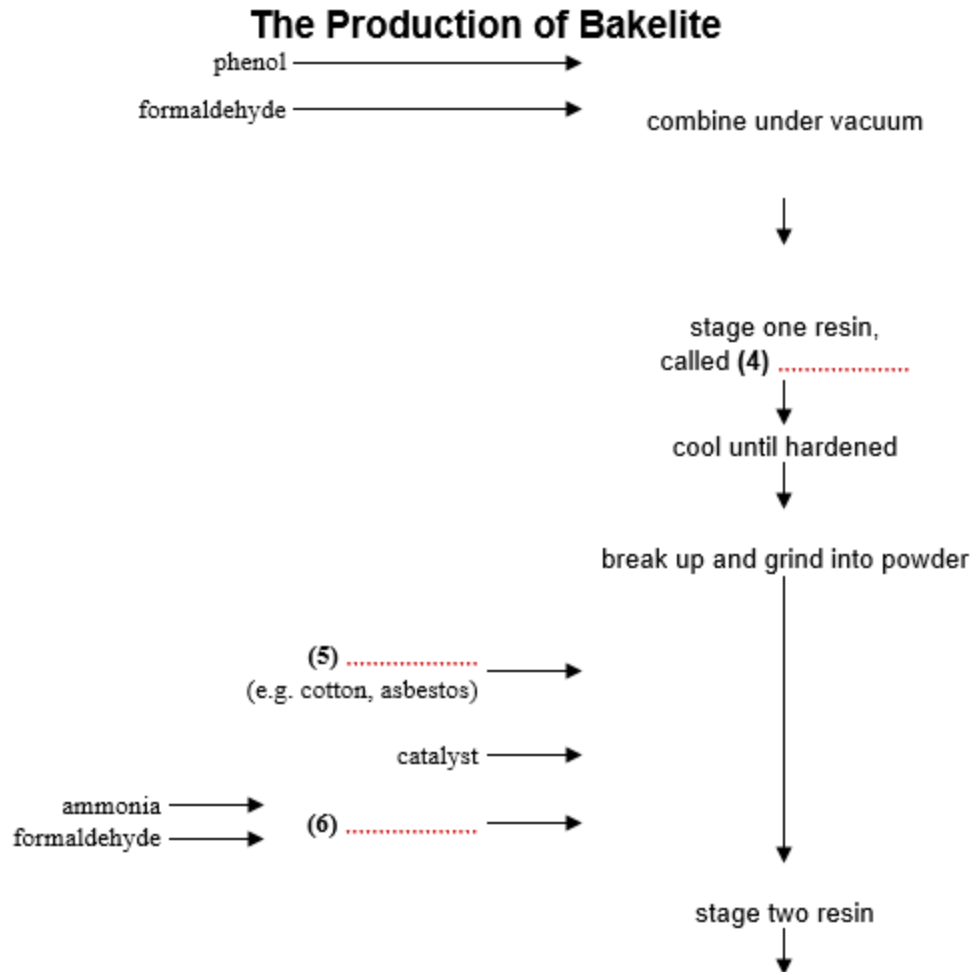 The Production of Bakelite
phenol
formaldehyde
combine under vacuum
stage one resin,
called (4) ......................
cool until hardened
break up and grind into powder
(5) ......................
(e.g. cotton, asbestos)
catalyst
ammonia
formaldehyde
(6) ......................
stage two resin